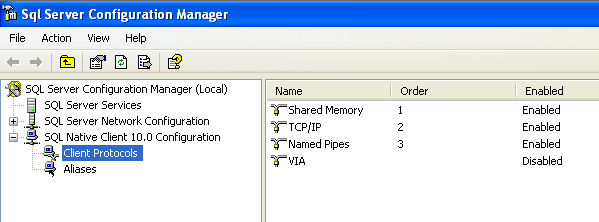 Sql Server Configuration Manager
File Action View Help
SQL Server Configuration Manager (Local)
SQL Server Services
SQL Server Network Configuration
SQL Native Client 10.0 Configuration
Client Protocols
Aliases
Name Order Enabled
Shared Memory 1 Enabled
TCP/IP 2 Enabled
Named Pipes 3 Enabled
VIA Disabled